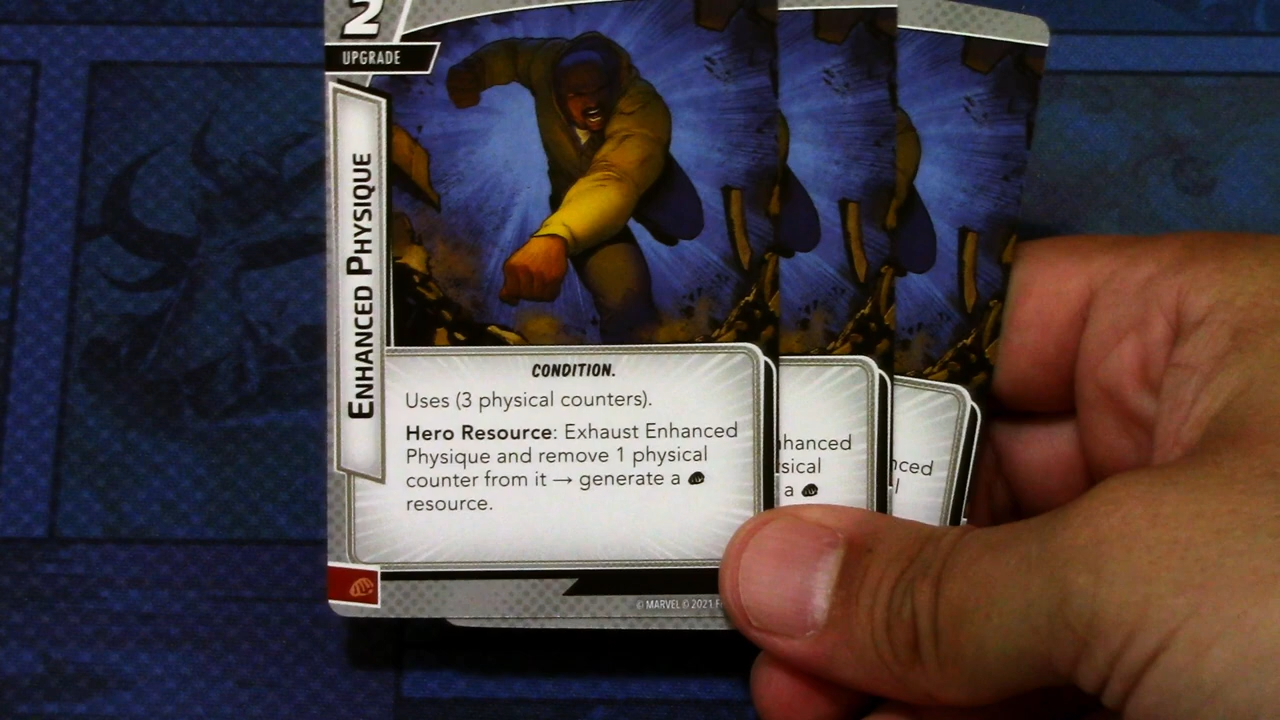 2
UPGRADE
ENHANCED PHYSIQUE
CONDITION.
Uses (3 physical counters).
Hero Resource: Exhaust Enhanced
Physique and remove 1 physical
counter from it → generate a
resource.
© MARVEL © 2021
nhanced
sical
a
nced
l